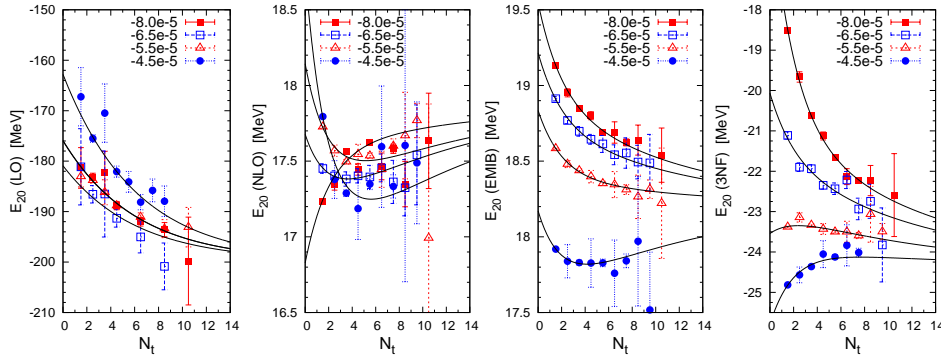 E20 (LO) [MeV]
-150
-160
-170
-180
-190
-200
-210
0 2 4 6 8 10 12 14
Nt
-8.0e-5
-6.5e-5
-5.5e-5
-4.5e-5
E20 (NLO) [MeV]
18.5
18
17.5
17
16.5
0 2 4 6 8 10 12 14
Nt
-8.0e-5
-6.5e-5
-5.5e-5
-4.5e-5
E20 (EMIB) [MeV]
19.5
19
18.5
18
17.5
0 2 4 6 8 10 12 14
Nt
-8.0e-5
-6.5e-5
-5.5e-5
-4.5e-5
E20 (3NF) [MeV]
-18
-19
-20
-21
-22
-23
-24
-25
0 2 4 6 8 10 12 14
Nt
-8.0e-5
-6.5e-5
-5.5e-5
-4.5e-5